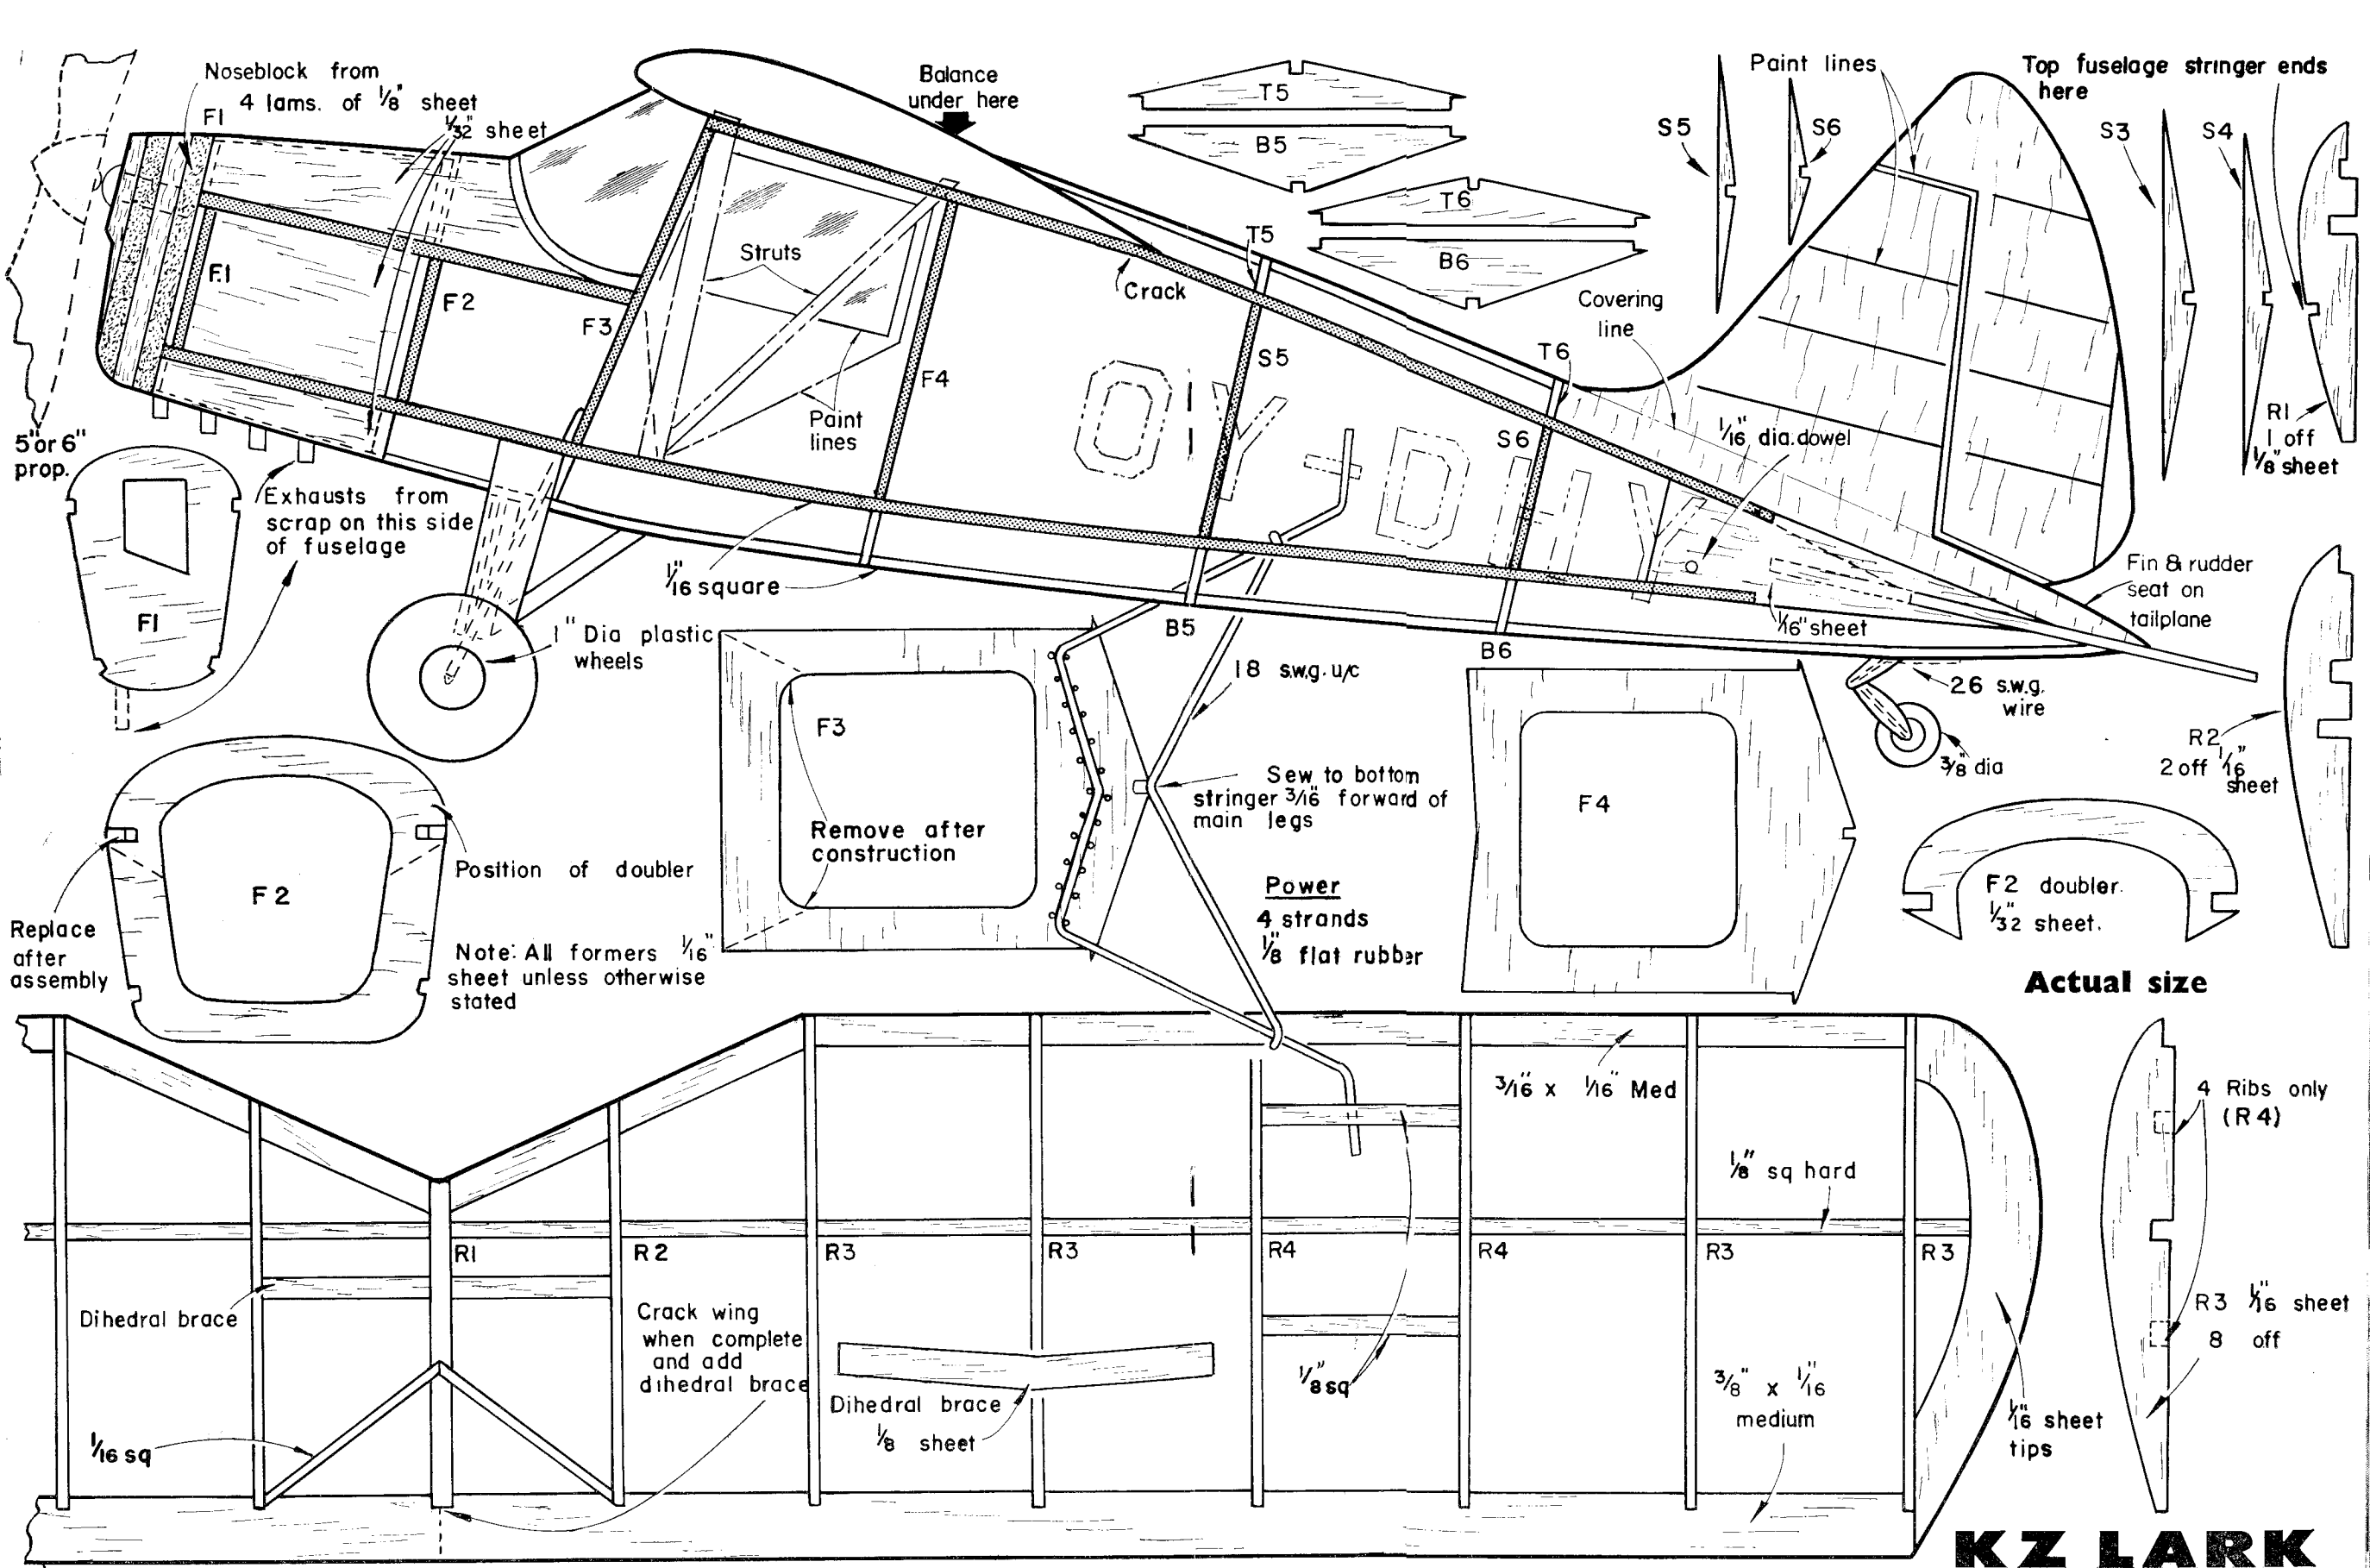 Noseblock from
4 lams. of 1/8" sheet
F1
1/32" sheet
Balance
under here
T5
B5
T6
B6
S5
S6
Paint lines
Top fuselage stringer ends
here
S3
S4
R1
1 off
1/8" sheet
F1
F2
F3
Struts
Paint
lines
F4
Crack
T5
S5
Covering
line
T6
S6
1/16" dia. dowel
5" or 6"
prop.
Exhausts from
scrap on this side
of fuselage
F1
1/16" square
1" Dia plastic
wheels
B5
B6
1/16" sheet
Fin & rudder
seat on
tailplane
18 s.w.g. u/c
26 s.w.g.
wire
3/8 dia
R2
2 off 1/16"
sheet
F3
Remove after
construction
Sew to bottom
stringer 3/16" forward of
main legs
F4
Power
4 strands
1/8" flat rubber
F2 doubler.
1/32" sheet.
Position of doubler
F2
Replace
after
assembly
Note: All formers 1/16"
sheet unless otherwise
stated
Actual size
3/16" x 1/16" Med
4 Ribs only
(R4)
1/8" sq hard
R1
R2
R3
R3
R4
R4
R3
R3
Dihedral brace
Crack wing
when complete
and add
dihedral brace
Dihedral brace
1/8 sheet
1/8" sq
3/8" x 1/16"
medium
1/16" sheet
tips
R3 1/16" sheet
8 off
1/16 sq
KZ LARK